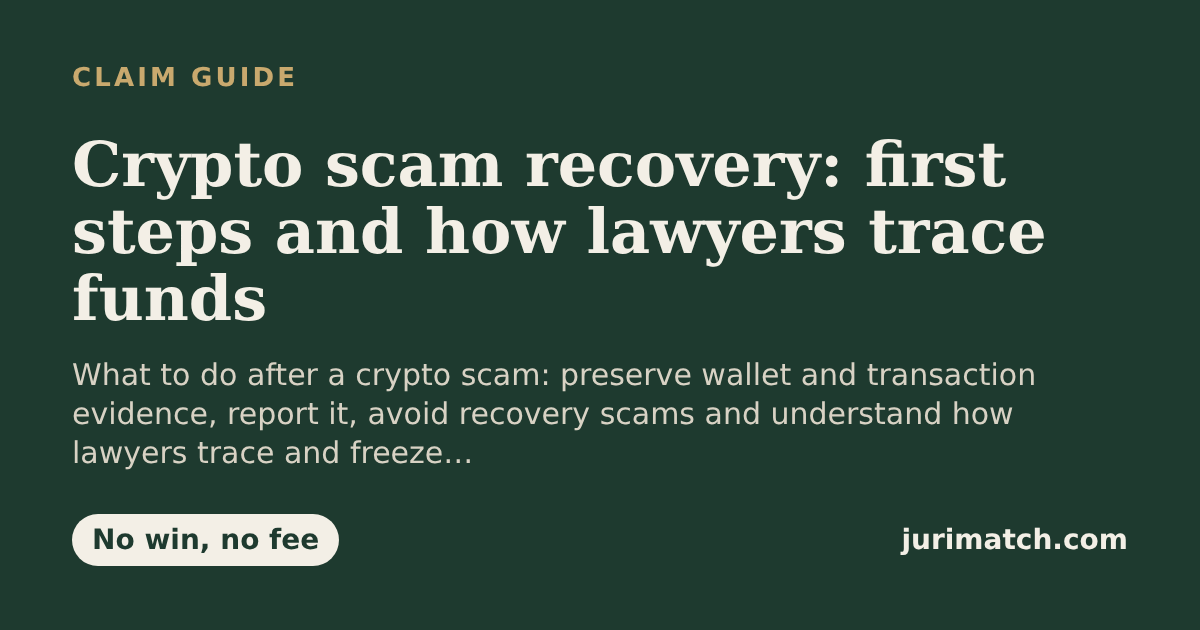 CLAIM GUIDE
Crypto scam recovery: first
steps and how lawyers trace
funds
What to do after a crypto scam: preserve wallet and transaction
evidence, report it, avoid recovery scams and understand how
lawyers trace and freeze…
No win, no fee
jurimatch.com